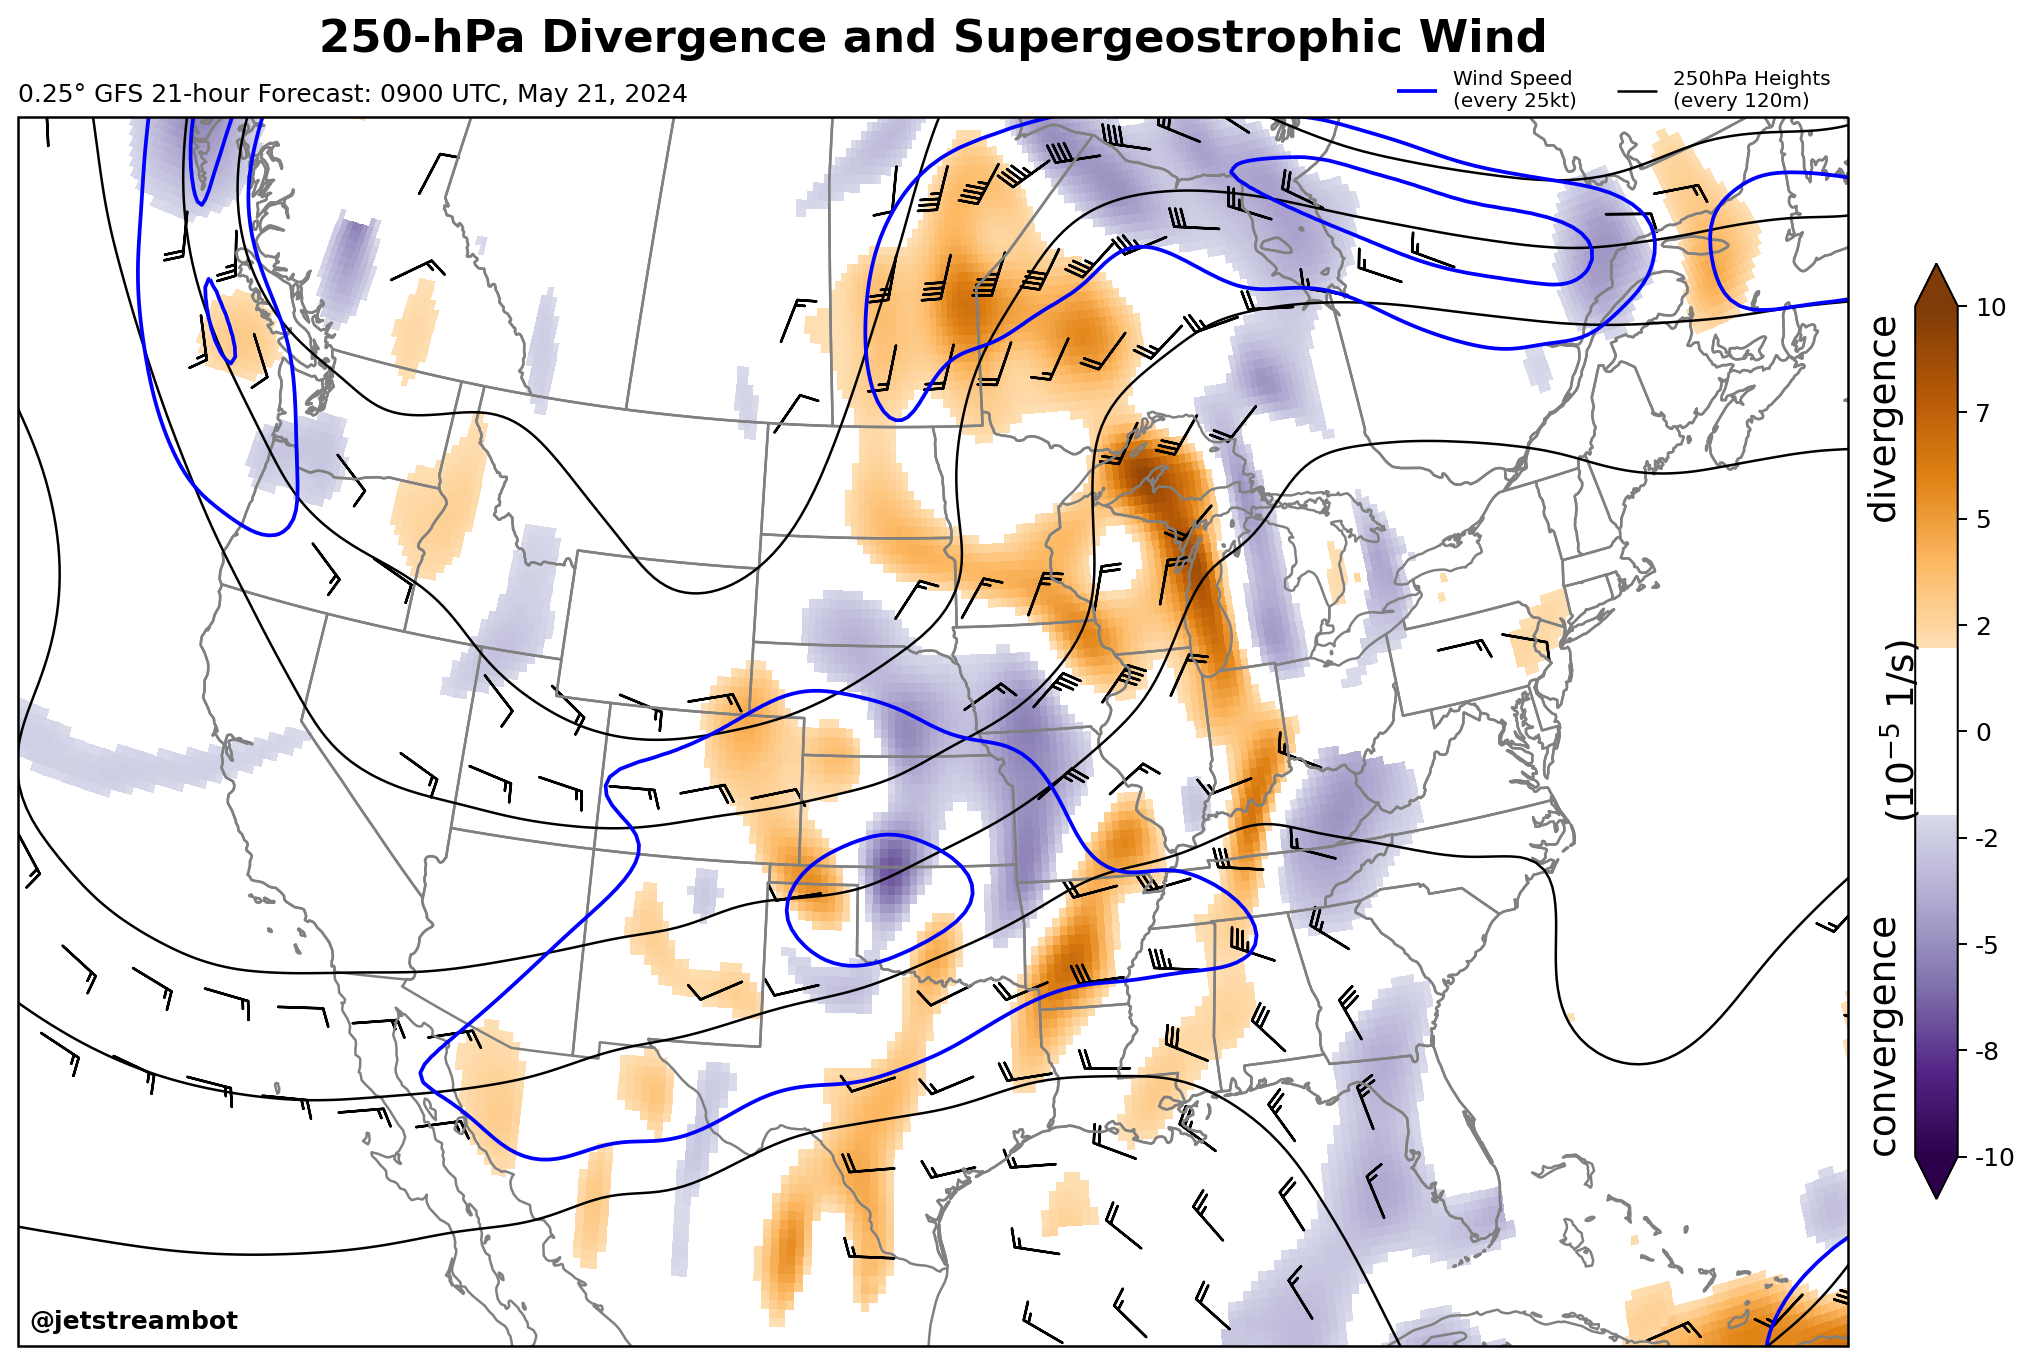 250-hPa Divergence and Supergeostrophic Wind
0.25° GFS 21-hour Forecast: 0900 UTC, May 21, 2024
Wind Speed
(every 25kt)
250hPa Heights
(every 120m)
divergence
(10⁻⁵ 1/s)
convergence
10
7
5
2
0
-2
-5
-8
-10
@jetstreambot